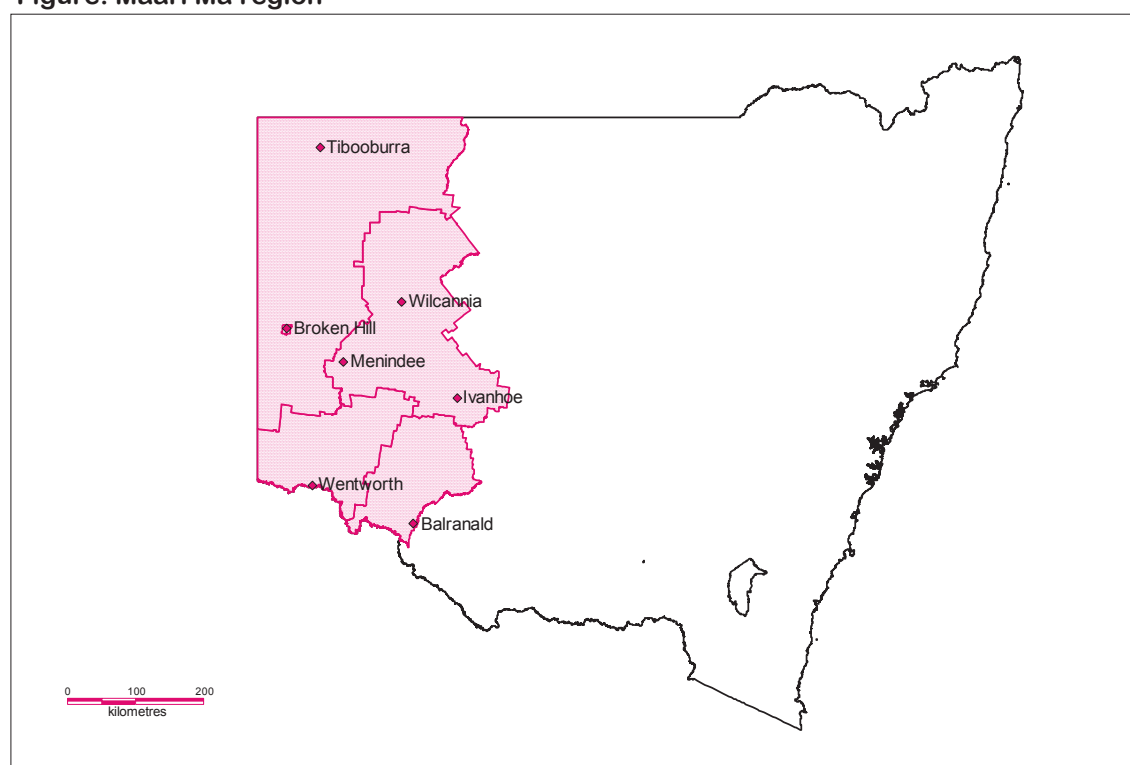 Figure: Maari Ma region
Tibooburra
Wilcannia
Broken Hill
Menindee
Ivanhoe
Wentworth
Balranald
0 100 200
kilometres